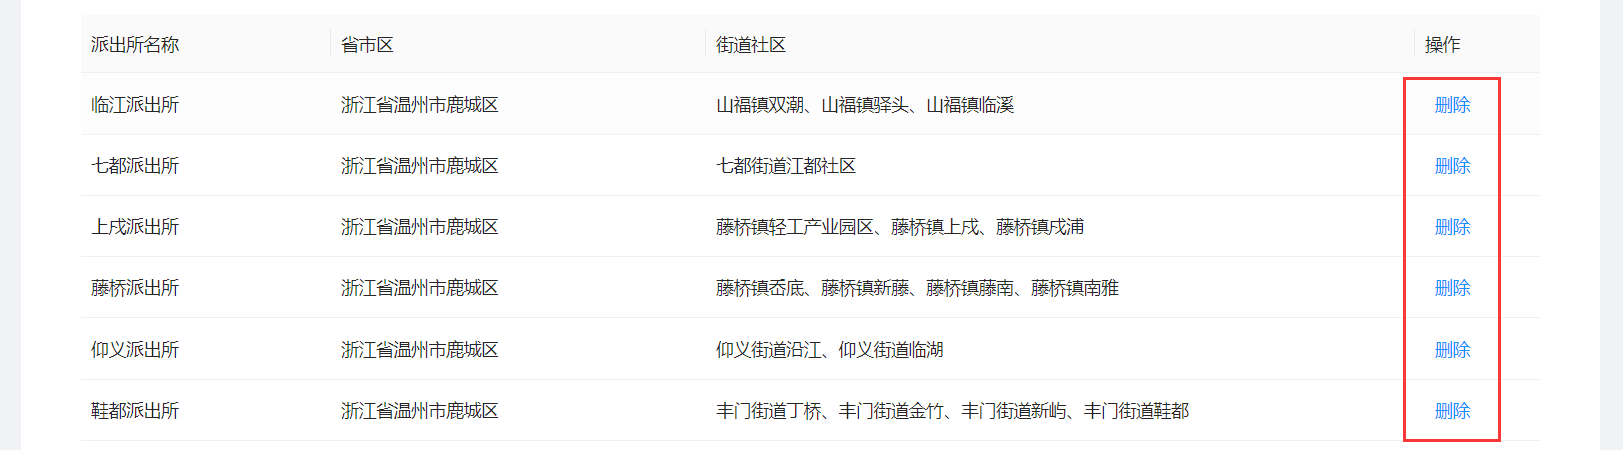 派出所名称 省市区 街道社区 操作
临江派出所 浙江省温州市鹿城区 山福镇双潮、山福镇驿头、山福镇临溪 删除
七都派出所 浙江省温州市鹿城区 七都街道江都社区 删除
上戍派出所 浙江省温州市鹿城区 藤桥镇轻工产业园区、藤桥镇上戍、藤桥镇戍浦 删除
藤桥派出所 浙江省温州市鹿城区 藤桥镇岙底、藤桥镇新藤、藤桥镇藤南、藤桥镇南雅 删除
仰义派出所 浙江省温州市鹿城区 仰义街道沿江、仰义街道临湖 删除
鞋都派出所 浙江省温州市鹿城区 丰门街道丁桥、丰门街道金竹、丰门街道新屿、丰门街道鞋都 删除